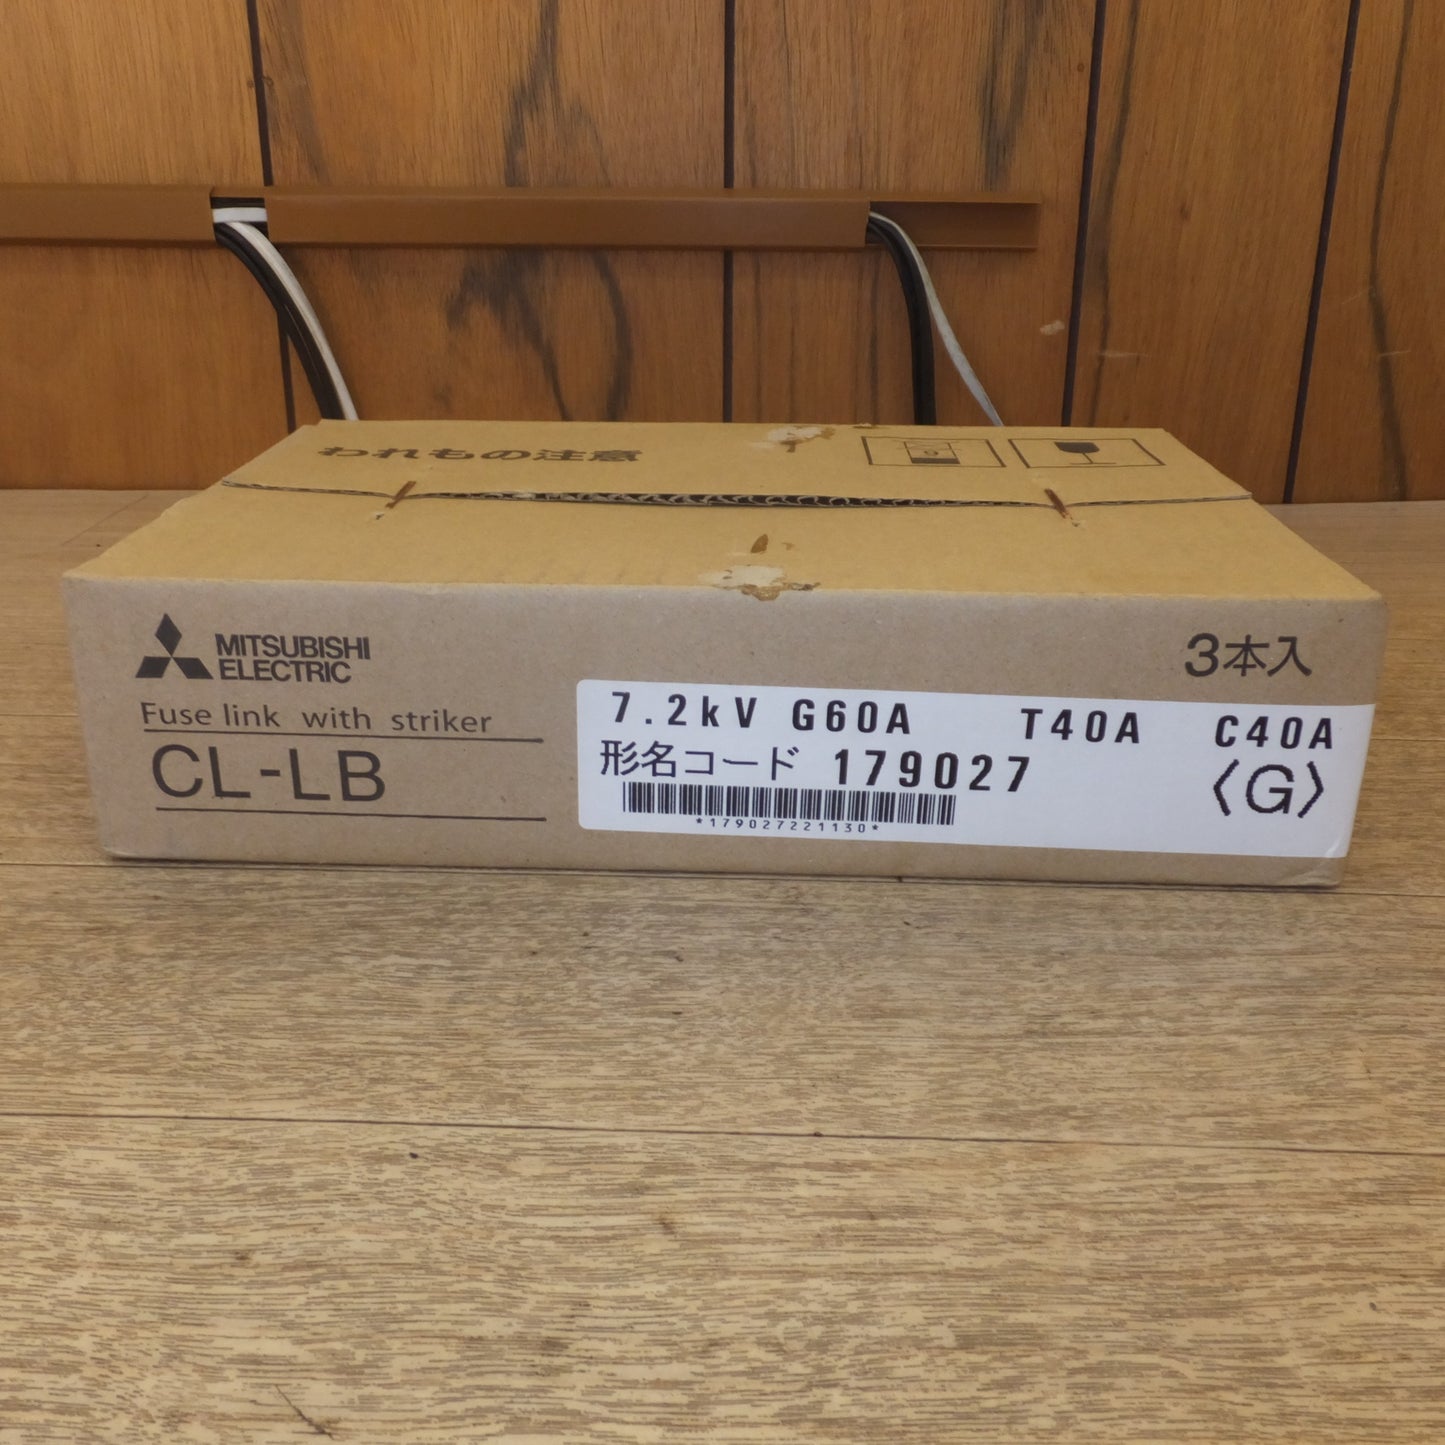 われもの注意
MITSUBISHI
ELECTRIC
3本入
Fuse link with striker
CL-LB
7.2kV G60A T40A C40A
形名コード 179027 〈G〉
*179027221130*